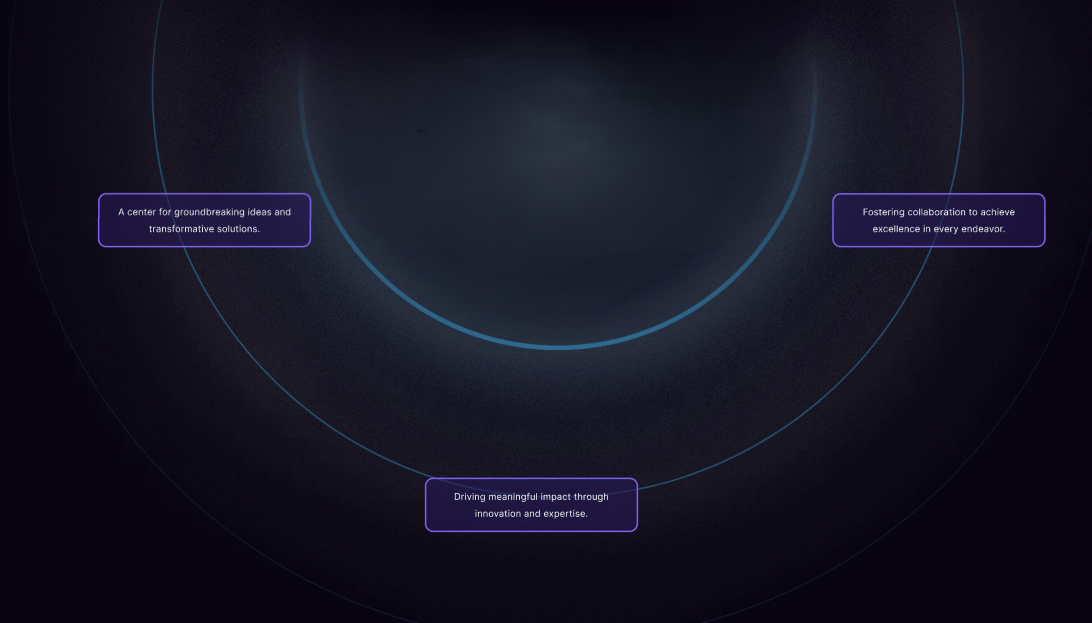 A center for groundbreaking ideas and
transformative solutions.
Fostering collaboration to achieve
excellence in every endeavor.
Driving meaningful impact through
innovation and expertise.